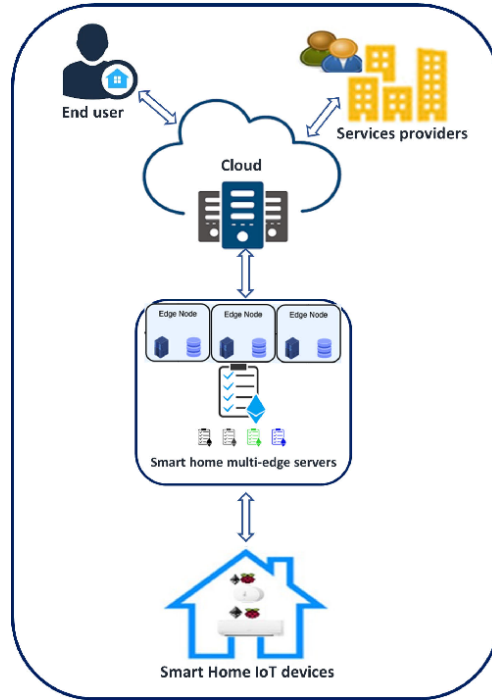 End user
Services providers
Cloud
Edge Node
Edge Node
Edge Node
Smart home multi-edge servers
Smart Home IoT devices